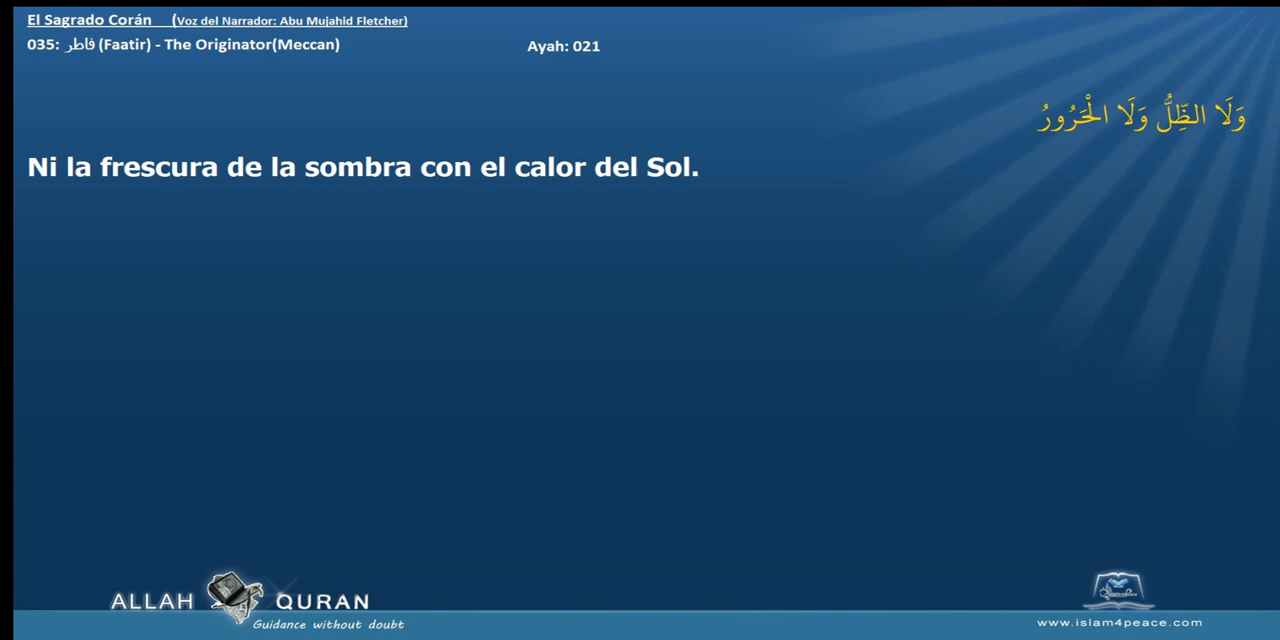 El Sagrado Corán (Voz del Narrador: Abu Mujahid Fletcher)
035: فاطر (Faatir) - The Originator(Meccan) Ayah: 021
وَلَا الظِّلُّ وَلَا الْحَرُورُ
Ni la frescura de la sombra con el calor del Sol.
ALLAH QURAN
Guidance without doubt
www.islam4peace.com